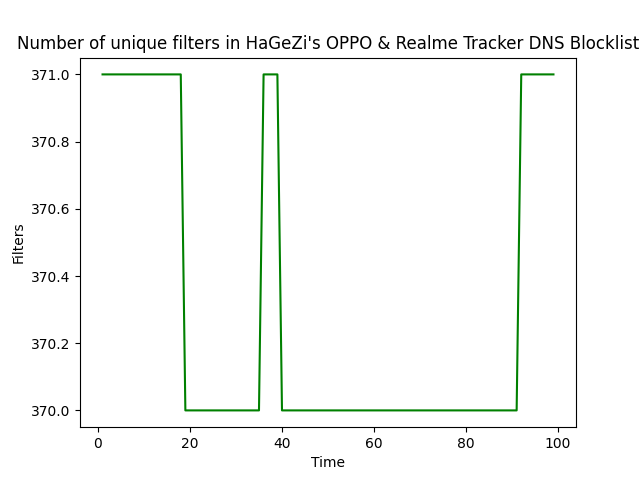 Number of unique filters in HaGeZi's OPPO & Realme Tracker DNS Blocklist
371.0
370.8
370.6
370.4
370.2
370.0
Filters
0 20 40 60 80 100
Time